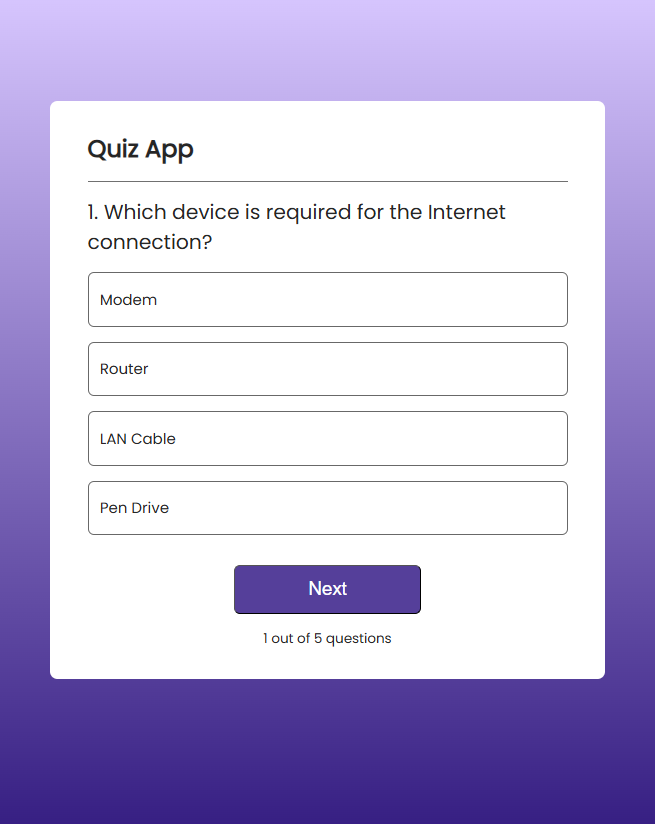 Quiz App
1. Which device is required for the Internet
connection?
Modem
Router
LAN Cable
Pen Drive
Next
1 out of 5 questions